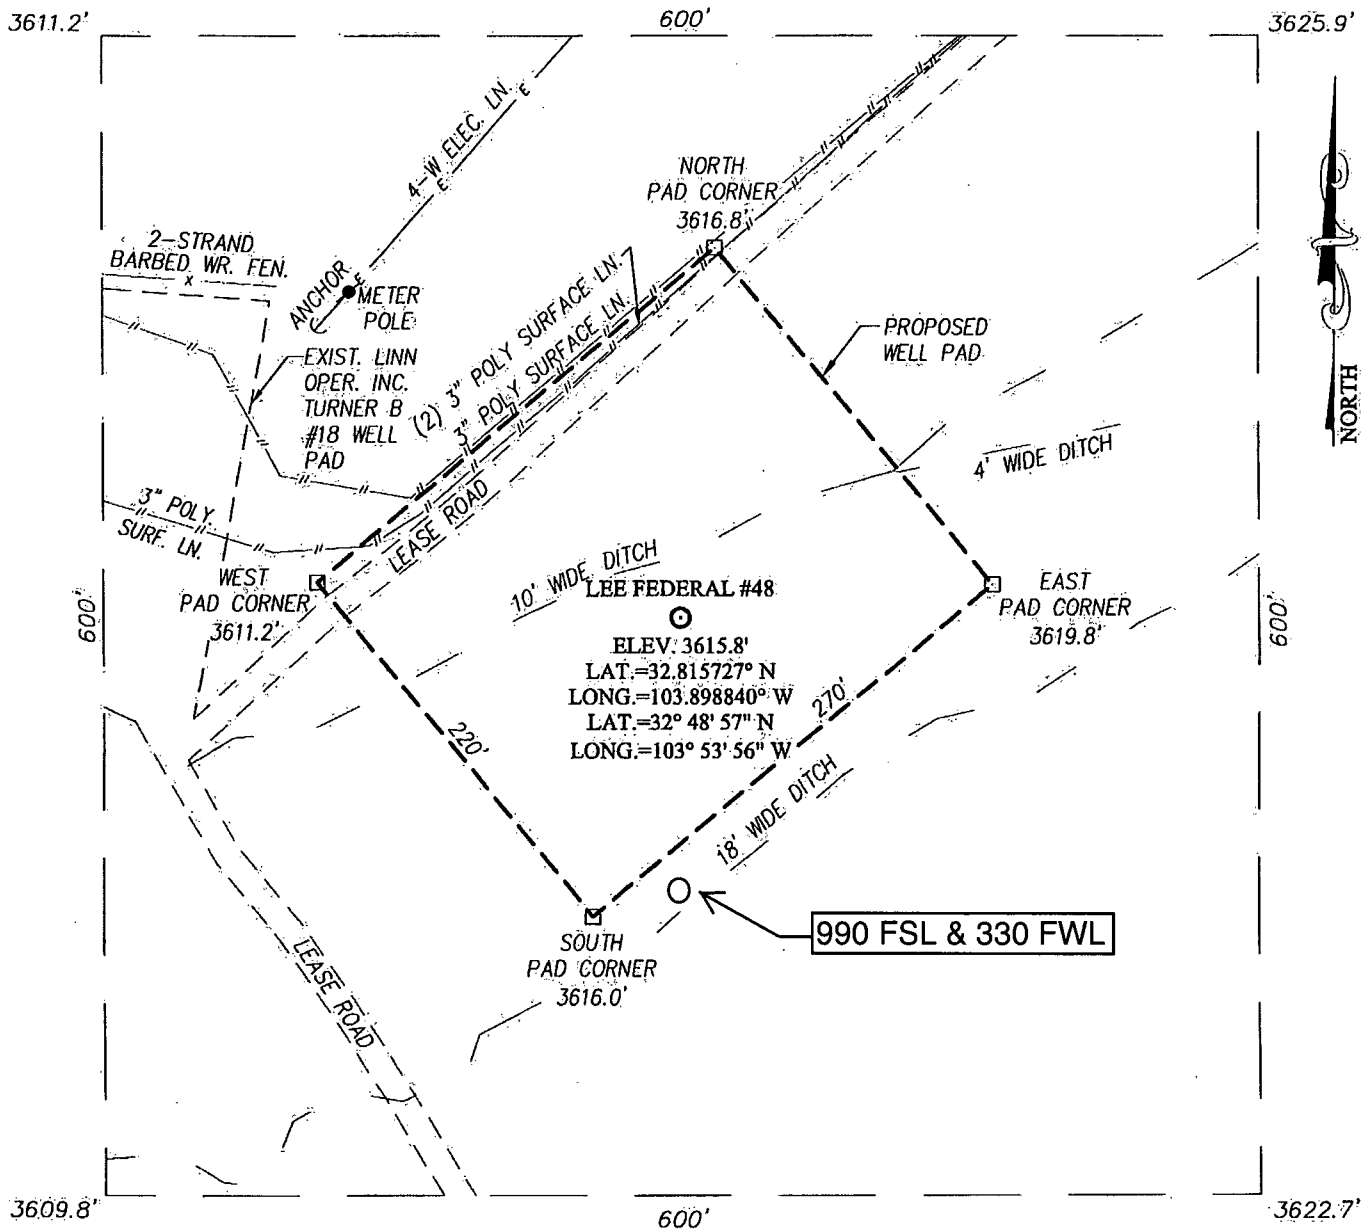 3611.2'
600'
3625.9'
4-W ELEC. LN.
E
E
E
NORTH
PAD CORNER
3616.8'
2-STRAND
BARBED WR. FEN.
x
ANCHOR
METER
POLE
(2) 3" POLY SURFACE LN.
3" POLY SURFACE LN.
PROPOSED
WELL PAD
NORTH
EXIST. LINN
OPER. INC.
TURNER B
#18 WELL
PAD
4' WIDE DITCH
3" POLY
SURF. LN.
LEASE ROAD
10' WIDE DITCH
WEST
PAD CORNER
3611.2'
EAST
PAD CORNER
3619.8'
600'
600'
LEE FEDERAL #48
ELEV. 3615.8'
LAT.=32.815727° N
LONG.=103.898840° W
LAT.=32° 48' 57" N
LONG.=103° 53' 56" W
220'
270'
18' WIDE DITCH
990 FSL & 330 FWL
SOUTH
PAD CORNER
3616.0'
LEASE ROAD
3609.8'
600'
3622.7'